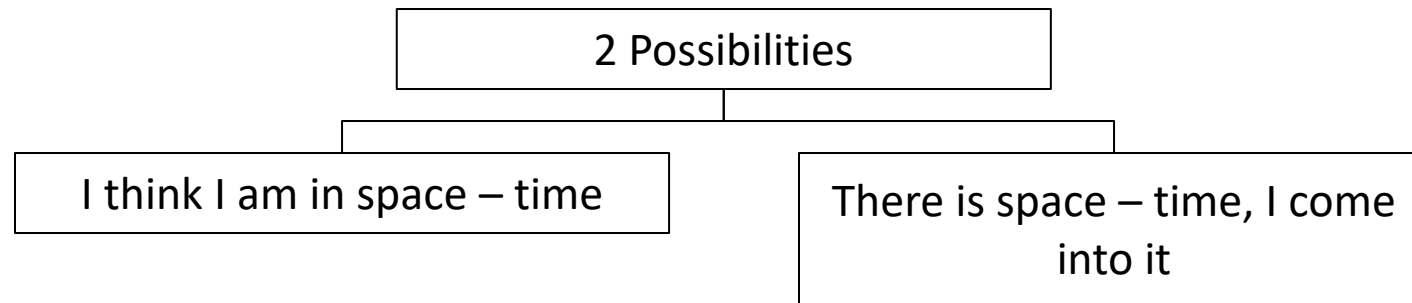 2 Possibilities
I think I am in space – time
There is space – time, I come
into it